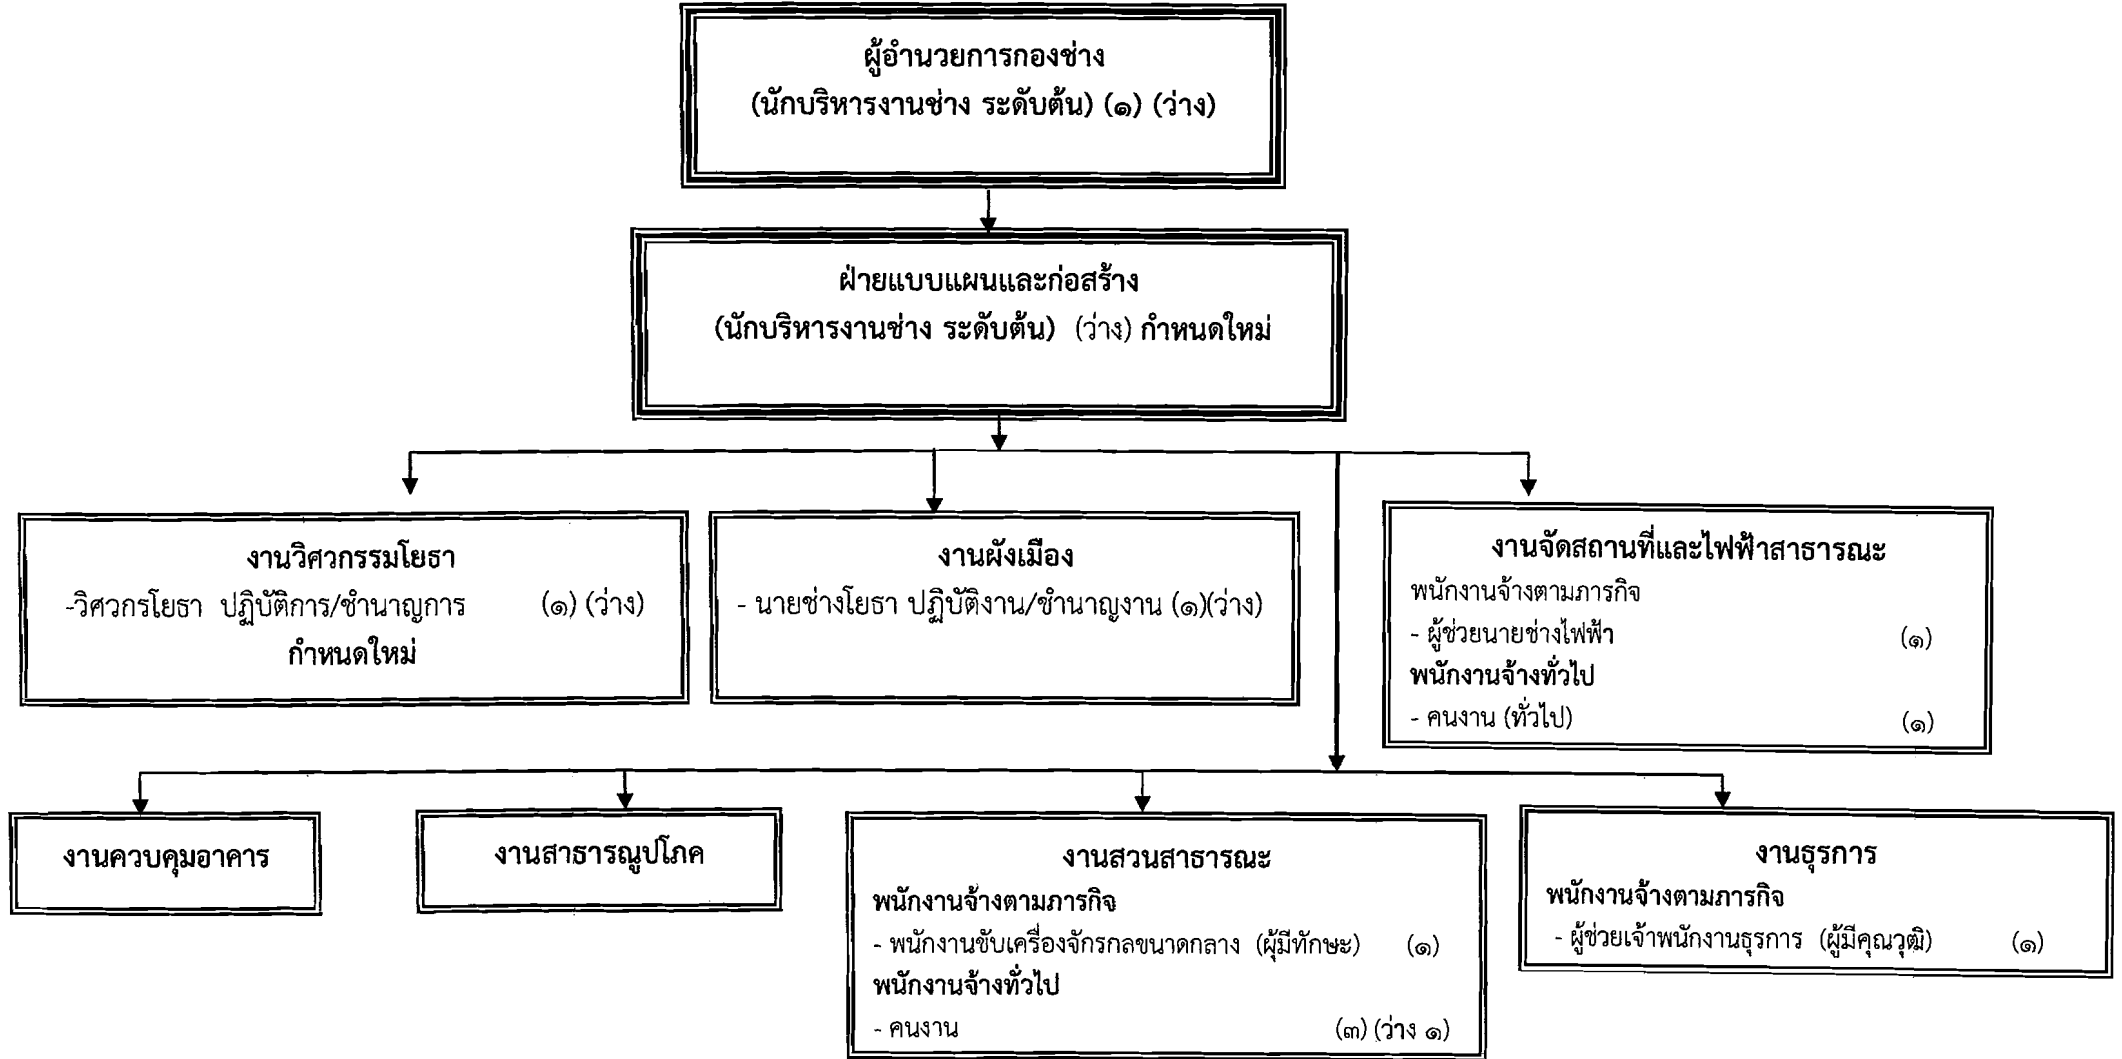 ผู้อำนวยการกองช่าง
(นักบริหารงานช่าง ระดับต้น) (๑) (ว่าง)
ฝ่ายแบบแผนและก่อสร้าง
(นักบริหารงานช่าง ระดับต้น) (ว่าง) กำหนดใหม่
งานวิศวกรรมโยธา
-วิศวกรโยธา ปฏิบัติการ/ชำนาญการ (๑) (ว่าง)
กำหนดใหม่
งานผังเมือง
- นายช่างโยธา ปฏิบัติงาน/ชำนาญงาน (๑)(ว่าง)
งานจัดสถานที่และไฟฟ้าสาธารณะ
พนักงานจ้างตามภารกิจ
- ผู้ช่วยนายช่างไฟฟ้า (๑)
พนักงานจ้างทั่วไป
- คนงาน (ทั่วไป) (๑)
งานควบคุมอาคาร
งานสาธารณูปโภค
งานสวนสาธารณะ
พนักงานจ้างตามภารกิจ
- พนักงานขับเครื่องจักรกลขนาดกลาง (ผู้มีทักษะ) (๑)
พนักงานจ้างทั่วไป
- คนงาน (๓) (ว่าง ๑)
งานธุรการ
พนักงานจ้างตามภารกิจ
- ผู้ช่วยเจ้าพนักงานธุรการ (ผู้มีคุณวุฒิ) (๑)